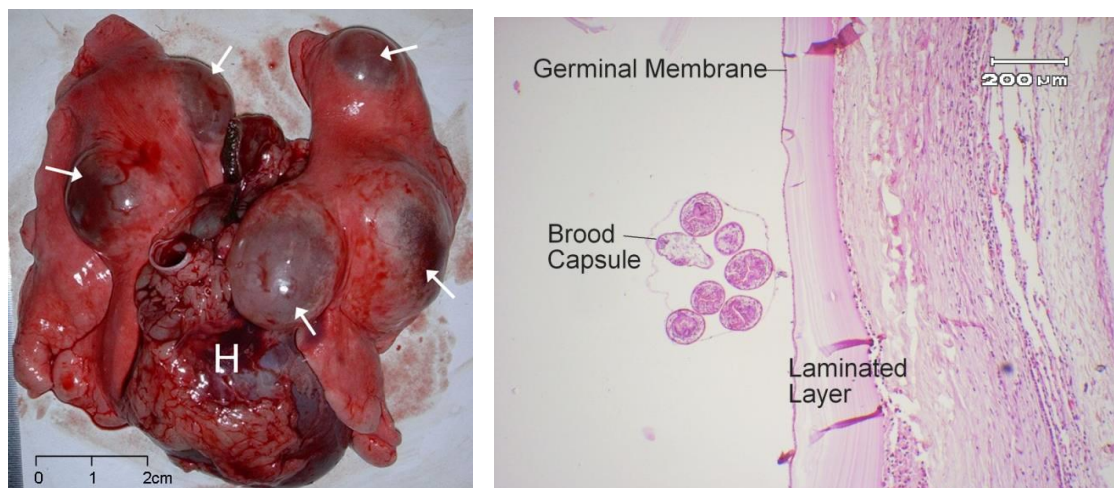 H
0 1 2cm
Germinal Membrane
200 µm
Brood
Capsule
Laminated
Layer